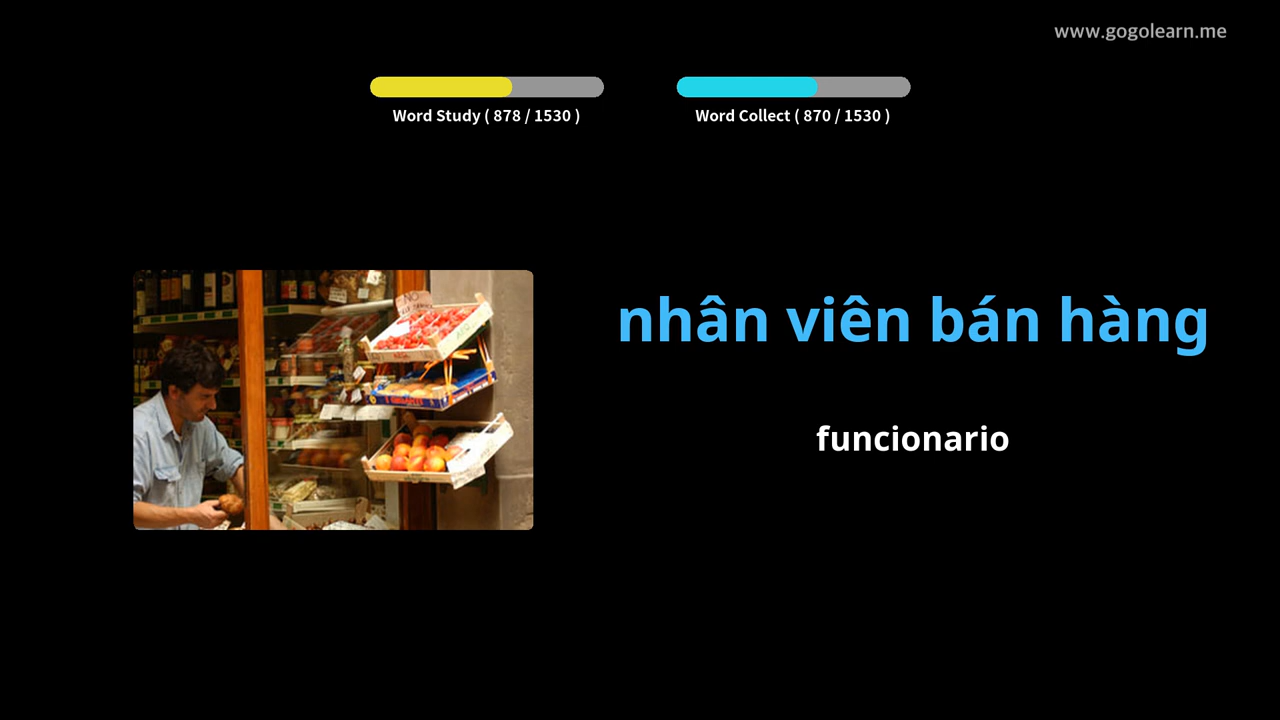 www.gogolearn.me
Word Study ( 878 / 1530 )
Word Collect ( 870 / 1530 )
nhân viên bán hàng
funcionario